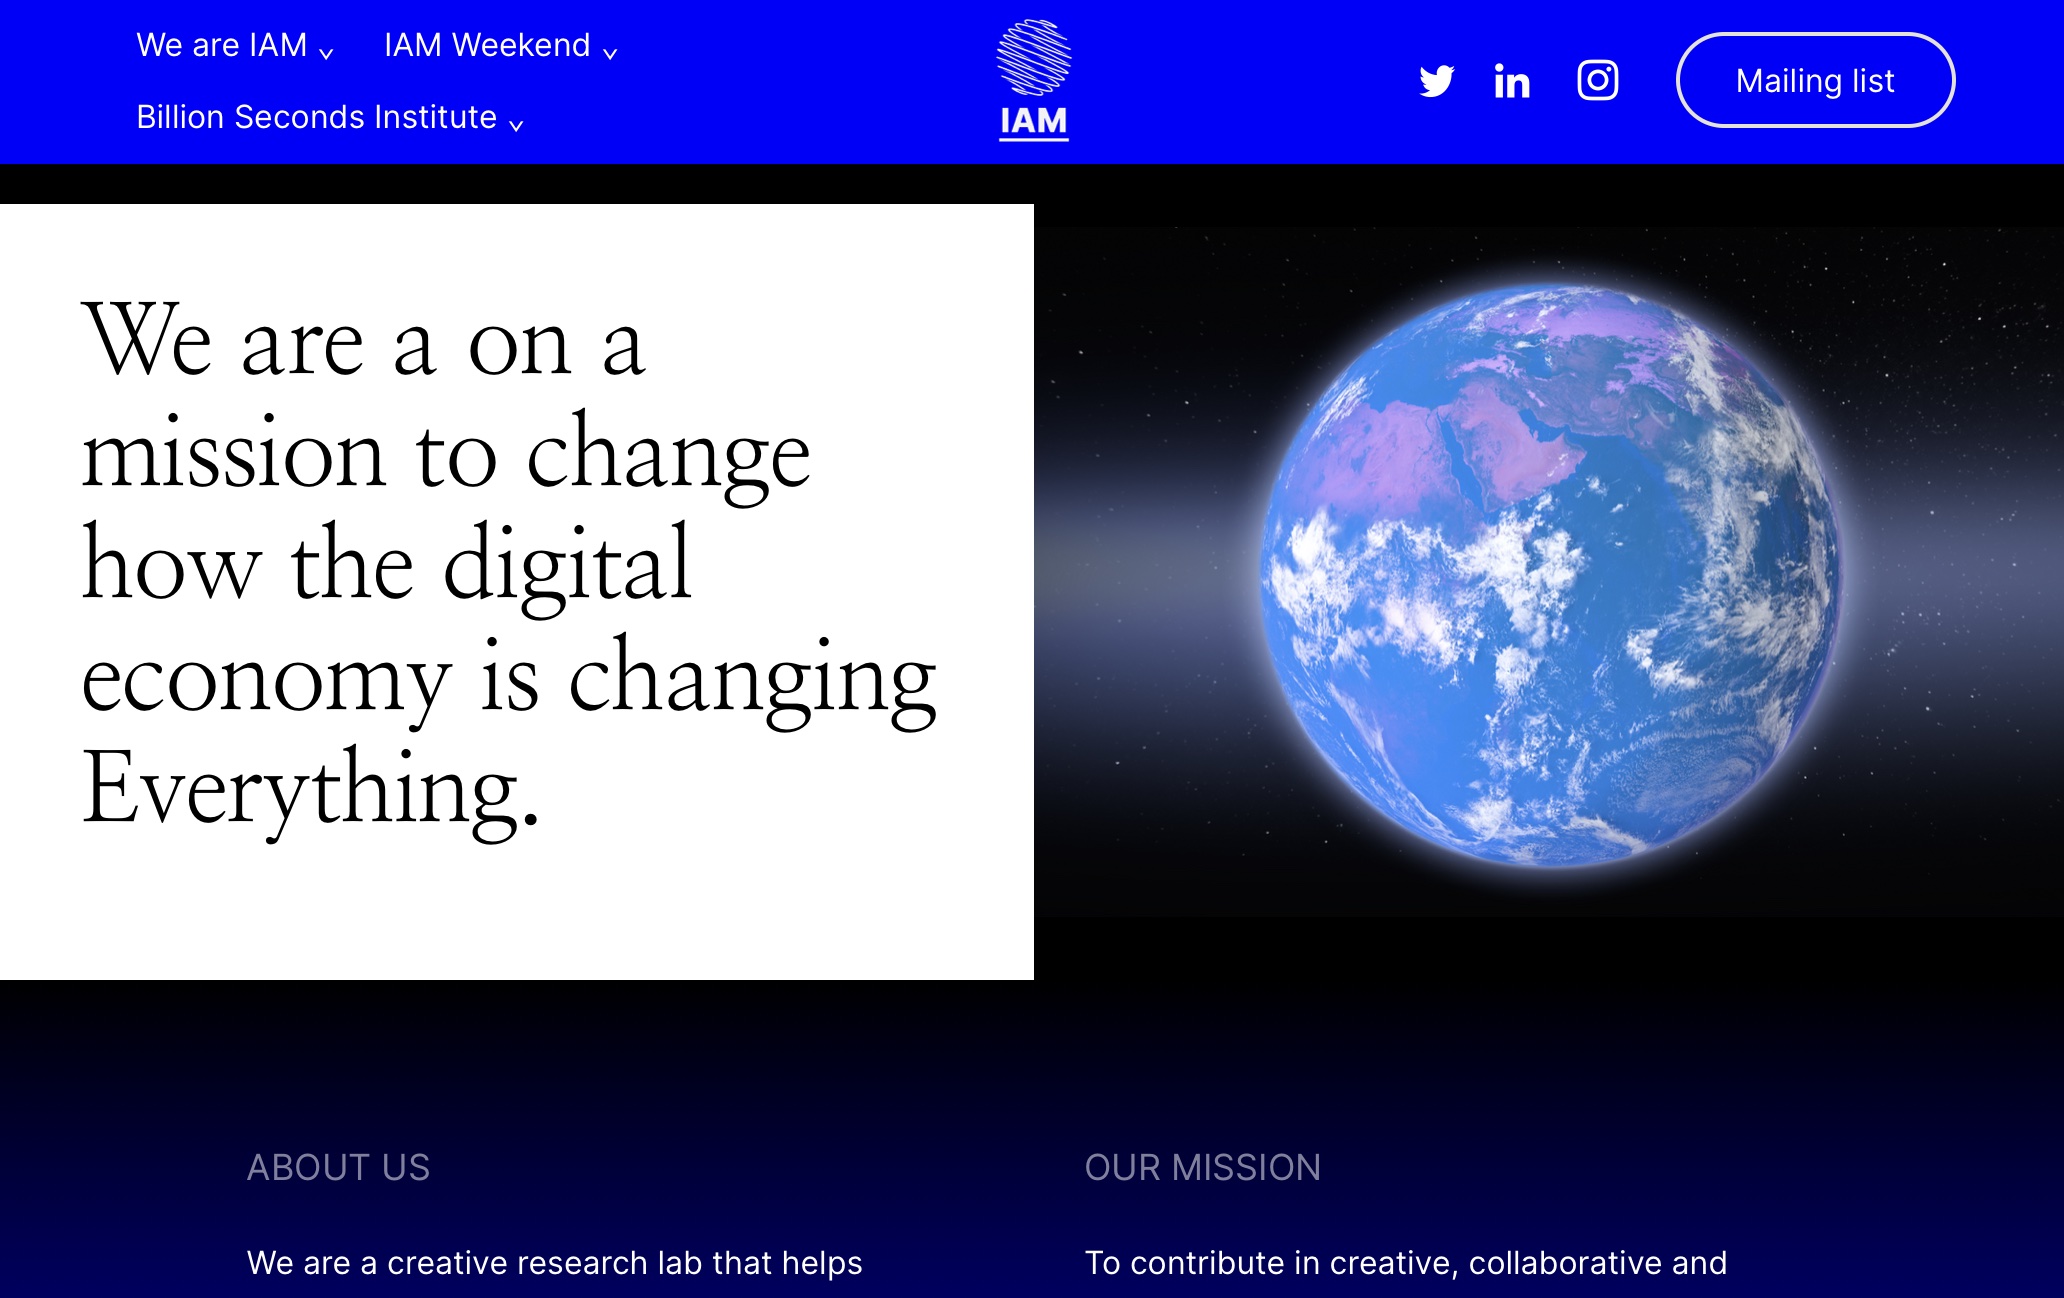 We are IAM
IAM Weekend
Billion Seconds Institute
IAM
in
Mailing list
We are a on a
mission to change
how the digital
economy is changing
Everything.
ABOUT US
We are a creative research lab that helps
OUR MISSION
To contribute in creative, collaborative and